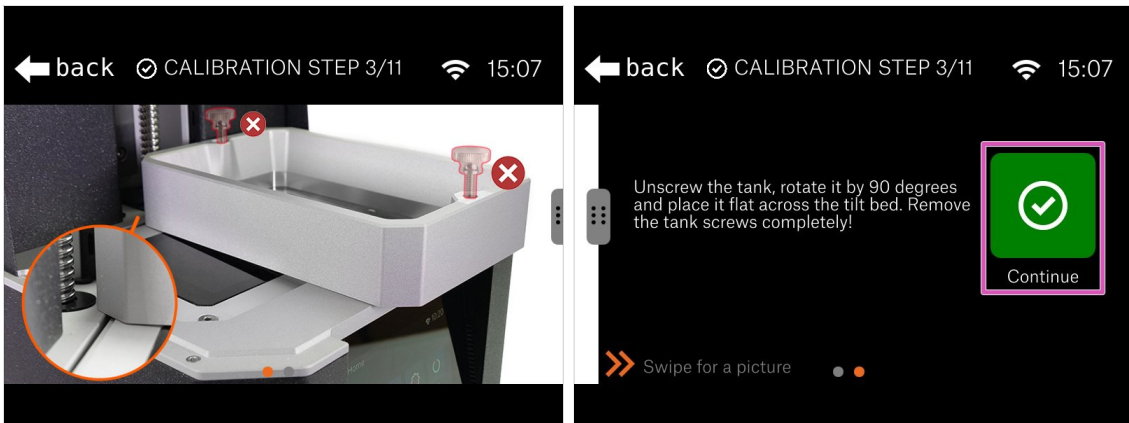 back CALIBRATION STEP 3/11 15:07
Home
back CALIBRATION STEP 3/11 15:07
Unscrew the tank, rotate it by 90 degrees
and place it flat across the tilt bed. Remove
the tank screws completely!
Continue
Swipe for a picture